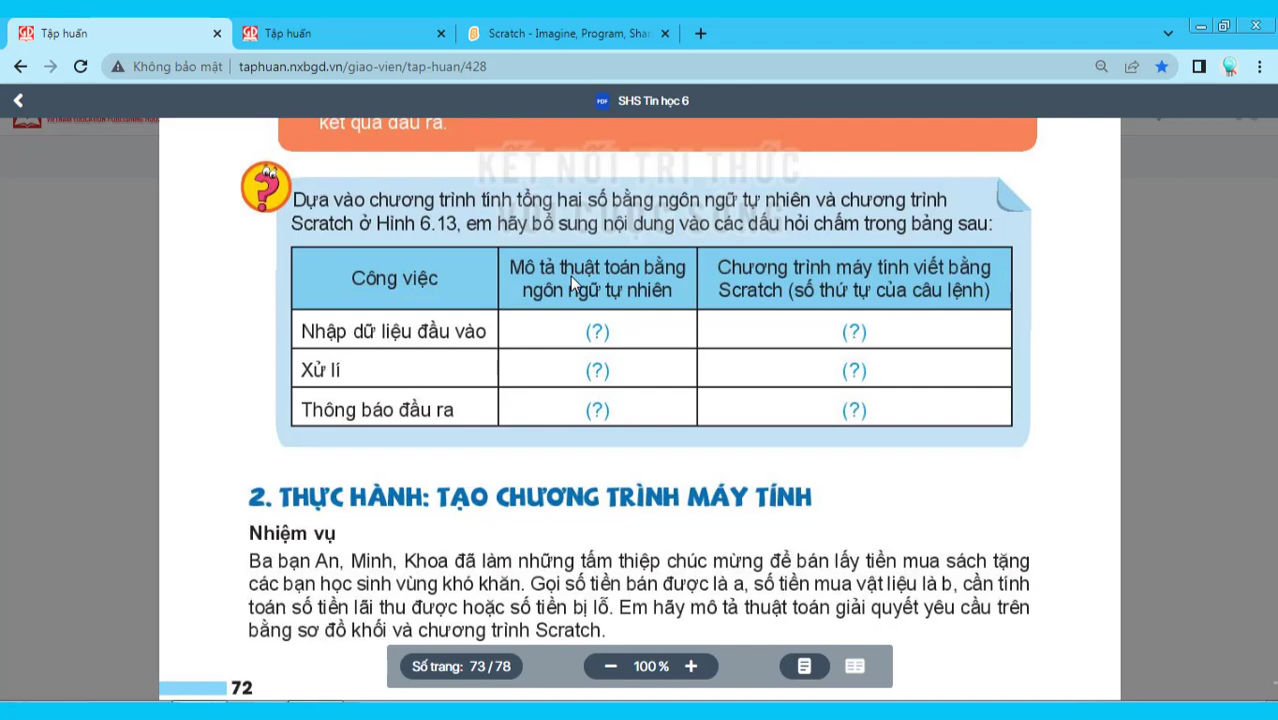 Tập huấn
Tập huấn
Scratch - Imagine, Program, Shar
Không bảo mật
taphuan.nxbgd.vn/giao-vien/tap-huan/428
PDF SHS Tin học 6
kết quả đầu ra.
KẾT NỐI TRI THỨC
VỚI CUỘC SỐNG
Dựa vào chương trình tính tổng hai số bằng ngôn ngữ tự nhiên và chương trình
Scratch ở Hình 6.13, em hãy bổ sung nội dung vào các dấu hỏi chấm trong bảng sau:
Công việc
Mô tả thuật toán bằng
ngôn ngữ tự nhiên
Chương trình máy tính viết bằng
Scratch (số thứ tự của câu lệnh)
Nhập dữ liệu đầu vào (?) (?)
Xử lí (?) (?)
Thông báo đầu ra (?) (?)
2. THỰC HÀNH: TẠO CHƯƠNG TRÌNH MÁY TÍNH
Nhiệm vụ
Ba bạn An, Minh, Khoa đã làm những tấm thiệp chúc mừng để bán lấy tiền mua sách tặng
các bạn học sinh vùng khó khăn. Gọi số tiền bán được là a, số tiền mua vật liệu là b, cần tính
toán số tiền lãi thu được hoặc số tiền bị lỗ. Em hãy mô tả thuật toán giải quyết yêu cầu trên
bằng sơ đồ khối và chương trình Scratch.
Số trang: 73 / 78
100 %
72